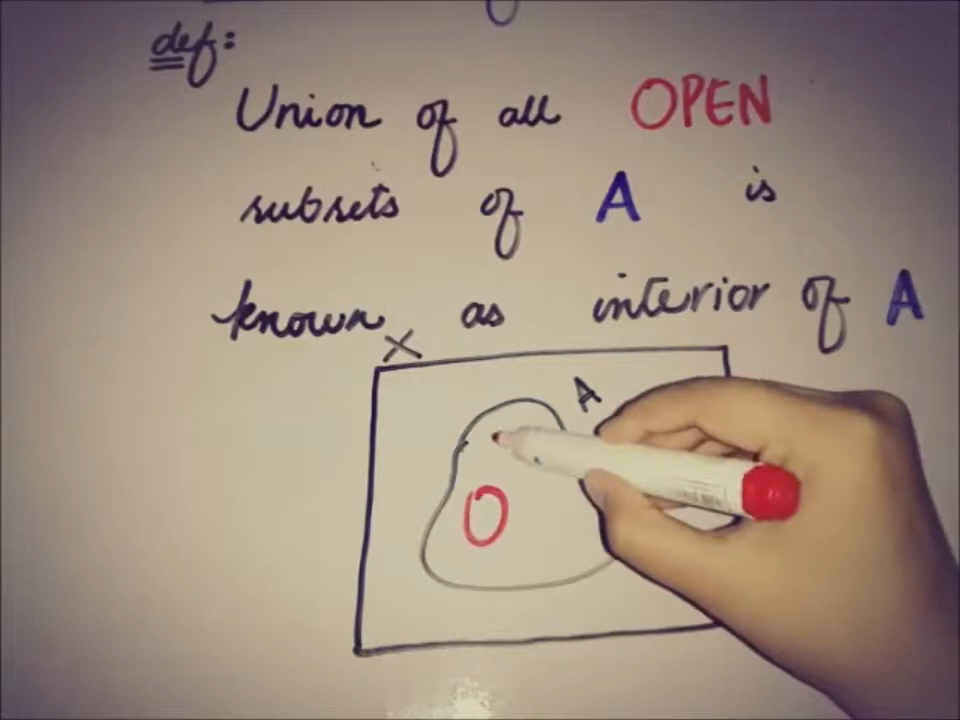 def:
Union of all OPEN
subsets of A is
known as interior of A
X
A
O